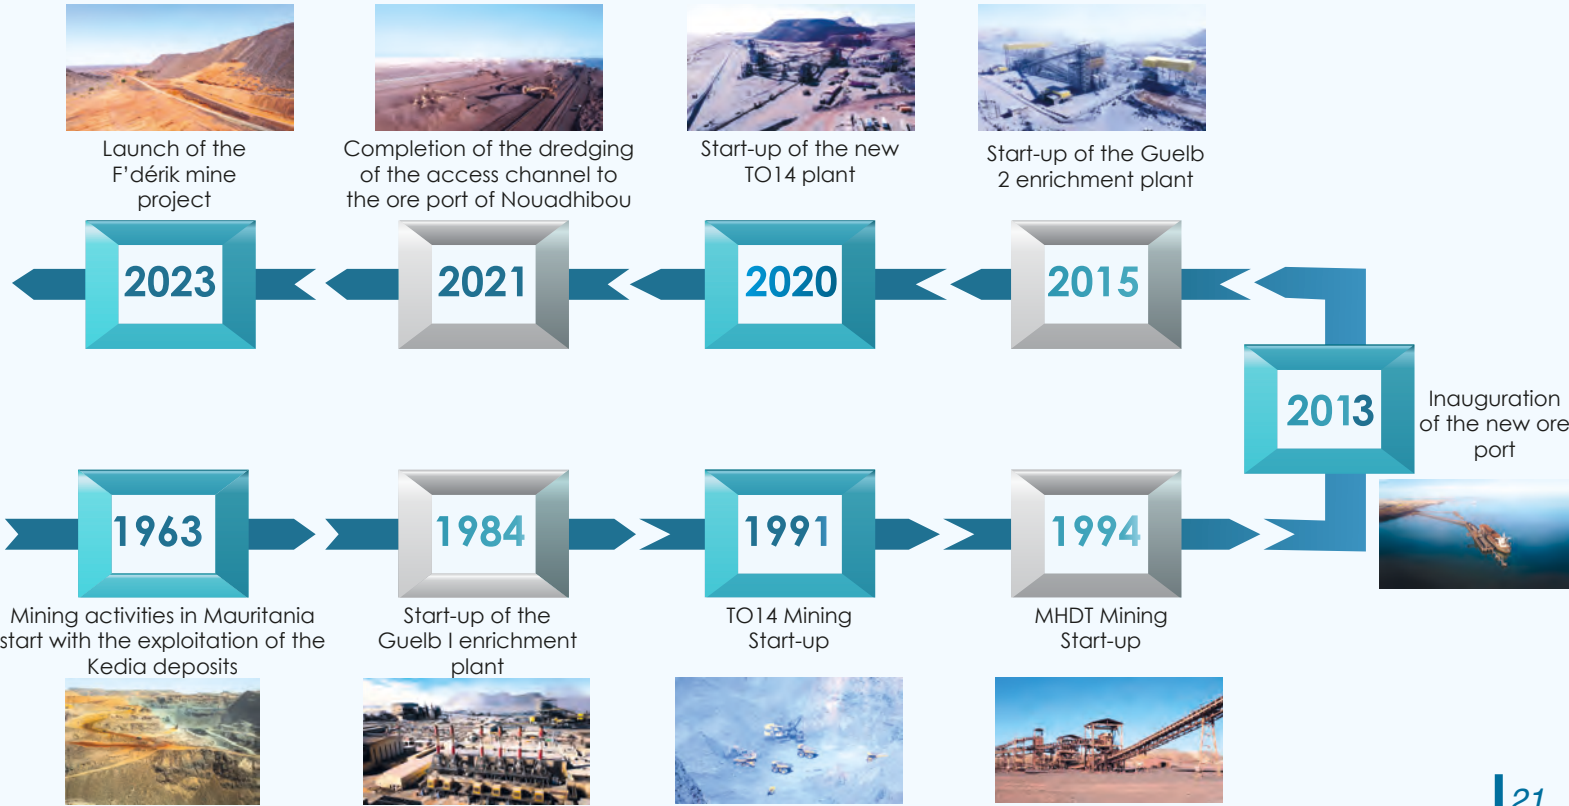 Launch of the
F'dérik mine
project
Completion of the dredging
of the access channel to
the ore port of Nouadhibou
Start-up of the new
TO14 plant
Start-up of the Guelb
2 enrichment plant
2023
2021
2020
2015
2013
Inauguration
of the new ore
port
1963
1984
1991
1994
Mining activities in Mauritania
start with the exploitation of the
Kedia deposits
Start-up of the
Guelb I enrichment
plant
TO14 Mining
Start-up
MHDT Mining
Start-up
21